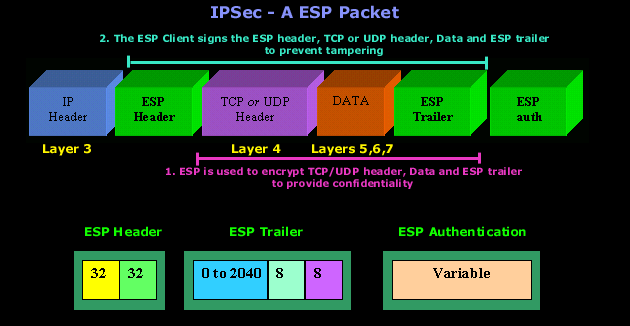 IPSec - A ESP Packet
2. The ESP Client signs the ESP header, TCP or UDP header, Data and ESP trailer
to prevent tampering
IP
Header
ESP
Header
TCP or UDP
Header
DATA
ESP
Trailer
ESP
auth
Layer 3
Layer 4
Layers 5,6,7
1. ESP is used to encrypt TCP/UDP header, Data and ESP trailer
to provide confidentiality
ESP Header
ESP Trailer
ESP Authentication
32
32
0 to 2040
8
8
Variable